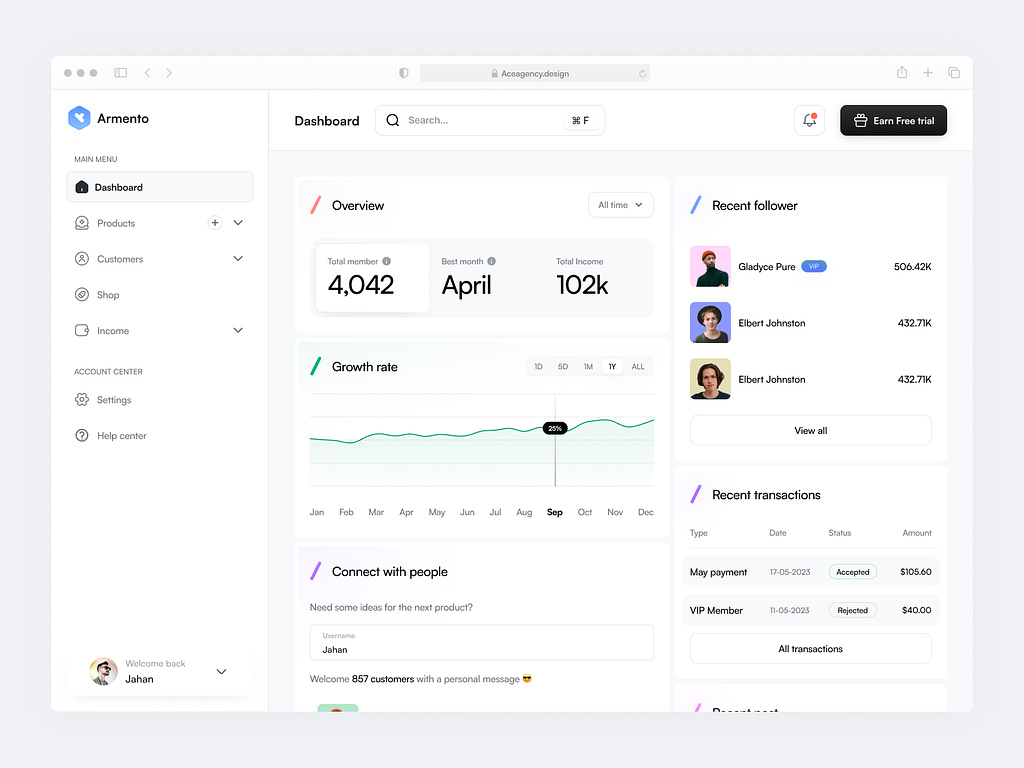 Aceagency.design
Armento
MAIN MENU
Dashboard
Products
Customers
Shop
Income
ACCOUNT CENTER
Settings
Help center
Welcome back
Jahan
Dashboard
Search...
⌘ F
Earn Free trial
Overview
All time
Total member
4,042
Best month
April
Total Income
102k
Growth rate
1D 5D 1M 1Y ALL
25%
Jan Feb Mar Apr May Jun Jul Aug Sep Oct Nov Dec
Connect with people
Need some ideas for the next product?
Username
Jahan
Welcome 857 customers with a personal message 😎
Recent follower
Gladyce Pure VIP 506.42K
Elbert Johnston 432.71K
Elbert Johnston 432.71K
View all
Recent transactions
Type Date Status Amount
May payment 17-05-2023 Accepted $105.60
VIP Member 11-05-2023 Rejected $40.00
All transactions
Recent post